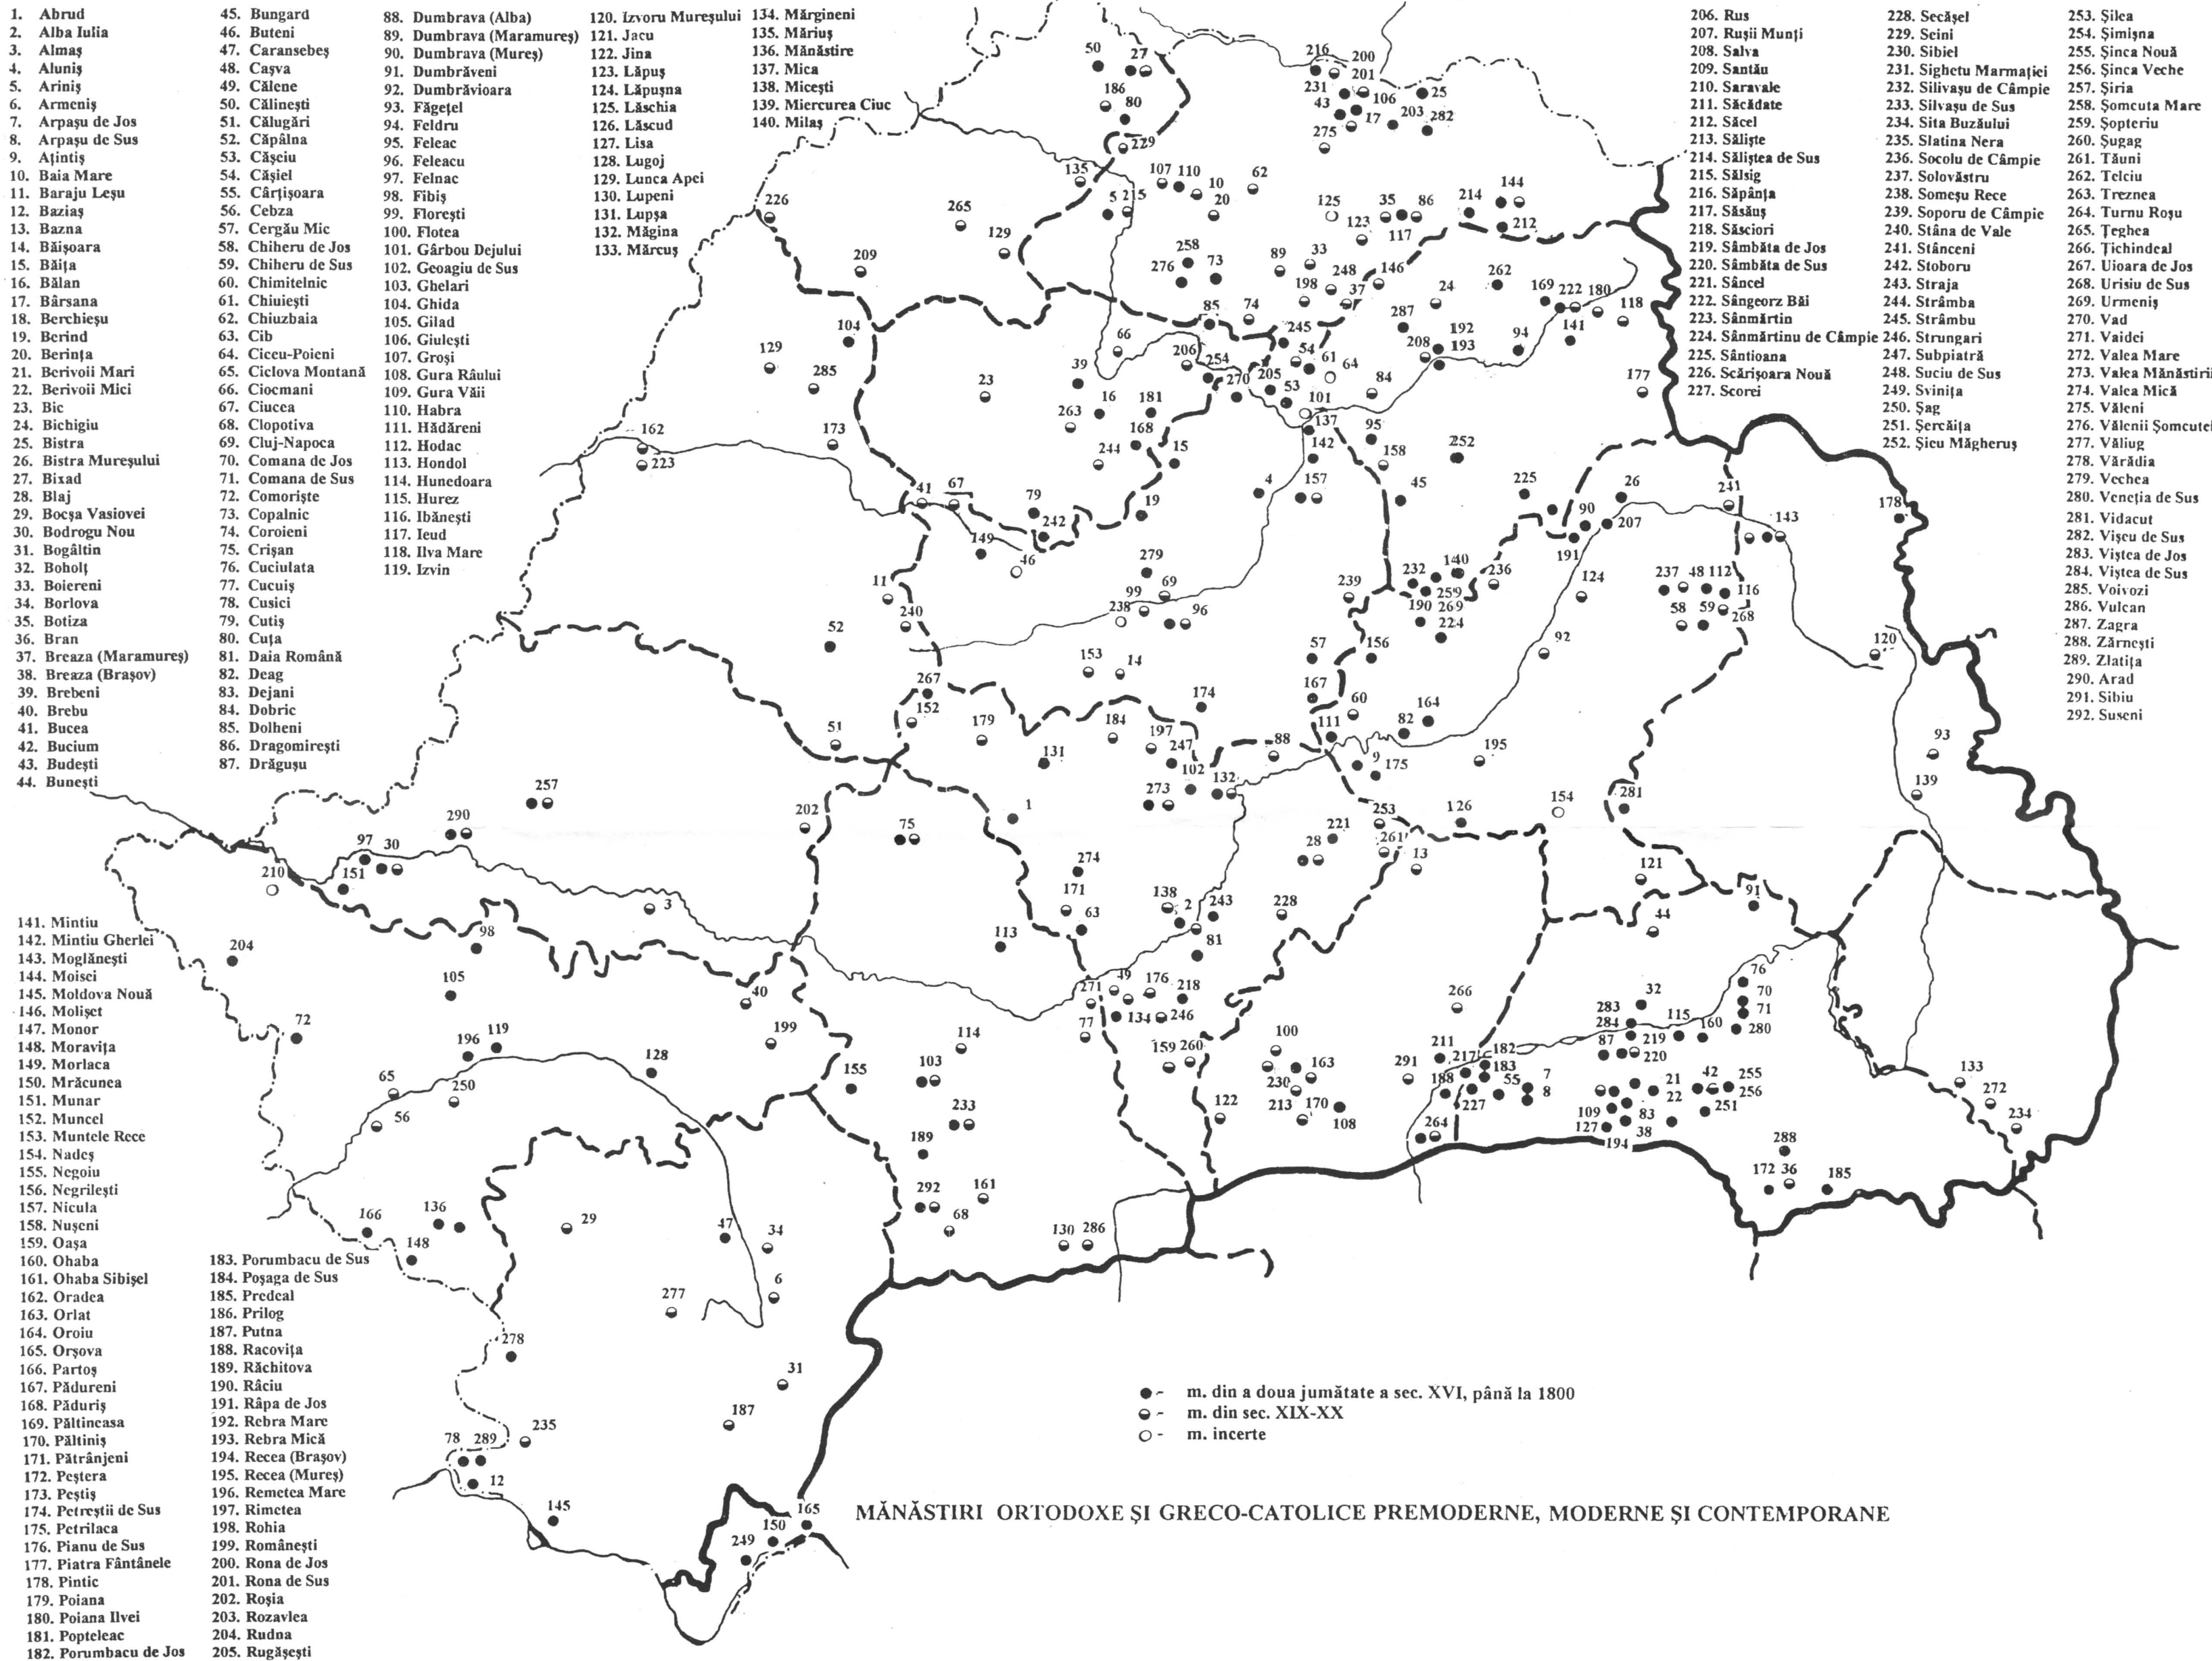 1. Abrud
2. Alba Iulia
3. Almaş
4. Aluniş
5. Ariniş
6. Armeniş
7. Arpaşu de Jos
8. Arpaşu de Sus
9. Aţintiş
10. Baia Mare
11. Baraju Leşu
12. Baziaş
13. Bazna
14. Băişoara
15. Băiţa
16. Bălan
17. Bârsana
18. Berchieşu
19. Berind
20. Berinţa
21. Berivoii Mari
22. Berivoii Mici
23. Bic
24. Bichigiu
25. Bistra
26. Bistra Mureşului
27. Bixad
28. Blaj
29. Bocşa Vasiovei
30. Bodrogu Nou
31. Bogâltin
32. Boholţ
33. Boiereni
34. Borlova
35. Botiza
36. Bran
37. Breaza (Maramureş)
38. Breaza (Braşov)
39. Brebeni
40. Brebu
41. Bucea
42. Bucium
43. Budeşti
44. Buneşti
45. Bungard
46. Buteni
47. Caransebeş
48. Caşva
49. Călene
50. Călineşti
51. Călugări
52. Căpâlna
53. Căşciu
54. Căşiel
55. Cârţişoara
56. Cebza
57. Cergău Mic
58. Chiheru de Jos
59. Chiheru de Sus
60. Chimitelnic
61. Chiuieşti
62. Chiuzbaia
63. Cib
64. Ciceu-Poieni
65. Ciclova Montană
66. Ciocmani
67. Ciucea
68. Clopotiva
69. Cluj-Napoca
70. Comana de Jos
71. Comana de Sus
72. Comorişte
73. Copalnic
74. Coroieni
75. Crişan
76. Cuciulata
77. Cucuiş
78. Cusici
79. Cutiş
80. Cuţa
81. Daia Română
82. Deag
83. Dejani
84. Dobric
85. Dolheni
86. Dragomireşti
87. Drăguşu
88. Dumbrava (Alba)
89. Dumbrava (Maramureş)
90. Dumbrava (Mureş)
91. Dumbrăveni
92. Dumbrăvioara
93. Făgeţel
94. Feldru
95. Feleac
96. Feleacu
97. Felnac
98. Fibiş
99. Floreşti
100. Flotea
101. Gârbou Dejului
102. Geoagiu de Sus
103. Ghelari
104. Ghida
105. Gilad
106. Giuleşti
107. Groşi
108. Gura Râului
109. Gura Văii
110. Habra
111. Hădăreni
112. Hodac
113. Hondol
114. Hunedoara
115. Hurez
116. Ibăneşti
117. Ieud
118. Ilva Mare
119. Izvin
120. Izvoru Mureşului
121. Jacu
122. Jina
123. Lăpuş
124. Lăpuşna
125. Lăschia
126. Lăscud
127. Lisa
128. Lugoj
129. Lunca Apei
130. Lupeni
131. Lupşa
132. Măgina
133. Mărcuş
134. Mărgineni
135. Măriuş
136. Mănăstire
137. Mica
138. Miceşti
139. Miercurea Ciuc
140. Milaş
141. Mintiu
142. Mintiu Gherlei
143. Moglăneşti
144. Moisei
145. Moldova Nouă
146. Molişet
147. Monor
148. Moraviţa
149. Morlaca
150. Mrăcunea
151. Munar
152. Muncel
153. Muntele Rece
154. Nadeş
155. Negoiu
156. Negrileşti
157. Nicula
158. Nuşeni
159. Oaşa
160. Ohaba
161. Ohaba Sibişel
162. Oradea
163. Orlat
164. Oroiu
165. Orşova
166. Partoş
167. Pădureni
168. Păduriş
169. Păltineasa
170. Păltiniş
171. Pătrânjeni
172. Peştera
173. Peştiş
174. Petreştii de Sus
175. Petrilaca
176. Pianu de Sus
177. Piatra Fântânele
178. Pintic
179. Poiana
180. Poiana Ilvei
181. Popteleac
182. Porumbacu de Jos
183. Porumbacu de Sus
184. Poşaga de Sus
185. Predeal
186. Prilog
187. Putna
188. Racoviţa
189. Răchitova
190. Râciu
191. Râpa de Jos
192. Rebra Mare
193. Rebra Mică
194. Recea (Braşov)
195. Recea (Mureş)
196. Remetea Mare
197. Rimetea
198. Rohia
199. Româneşti
200. Rona de Jos
201. Rona de Sus
202. Roşia
203. Rozavlea
204. Rudna
205. Rugăşeşti
206. Rus
207. Ruşii Munţi
208. Salva
209. Santău
210. Saravale
211. Săcădate
212. Săcel
213. Sălişte
214. Săliştea de Sus
215. Sălsig
216. Săpânţa
217. Săsăuş
218. Săsciori
219. Sâmbăta de Jos
220. Sâmbăta de Sus
221. Sâncel
222. Sângeorz Băi
223. Sânmărtin
224. Sânmărtinu de Câmpie
225. Sântioana
226. Scărişoara Nouă
227. Scorei
228. Secăşel
229. Seini
230. Sibiel
231. Sighetu Marmaţiei
232. Silivaşu de Câmpie
233. Silvaşu de Sus
234. Sita Buzăului
235. Slatina Nera
236. Socolu de Câmpie
237. Solovăstru
238. Someşu Rece
239. Soporu de Câmpie
240. Stâna de Vale
241. Stânceni
242. Stoboru
243. Straja
244. Strâmba
245. Strâmbu
246. Strungari
247. Subpiatră
248. Suciu de Sus
249. Sviniţa
250. Şag
251. Şercăiţa
252. Şieu Măgheruş
253. Şilea
254. Şimişna
255. Şinca Nouă
256. Şinca Veche
257. Şiria
258. Şomcuta Mare
259. Şopteriu
260. Şugag
261. Tăuni
262. Telciu
263. Treznea
264. Turnu Roşu
265. Ţeghea
266. Ţichindeal
267. Uioara de Jos
268. Urisiu de Sus
269. Urmeniş
270. Vad
271. Vaidei
272. Valea Mare
273. Valea Mănăstirii
274. Valea Mică
275. Văleni
276. Vălenii Şomcutei
277. Văliug
278. Vărădia
279. Vechea
280. Veneţia de Sus
281. Vidacut
282. Vişeu de Sus
283. Viştea de Jos
284. Viştea de Sus
285. Voivozi
286. Vulcan
287. Zagra
288. Zărneşti
289. Zlatiţa
290. Arad
291. Sibiu
292. Suseni
- m. din a doua jumătate a sec. XVI, până la 1800
- m. din sec. XIX-XX
- m. incerte
MĂNĂSTIRI ORTODOXE ŞI GRECO-CATOLICE PREMODERNE, MODERNE ŞI CONTEMPORANE